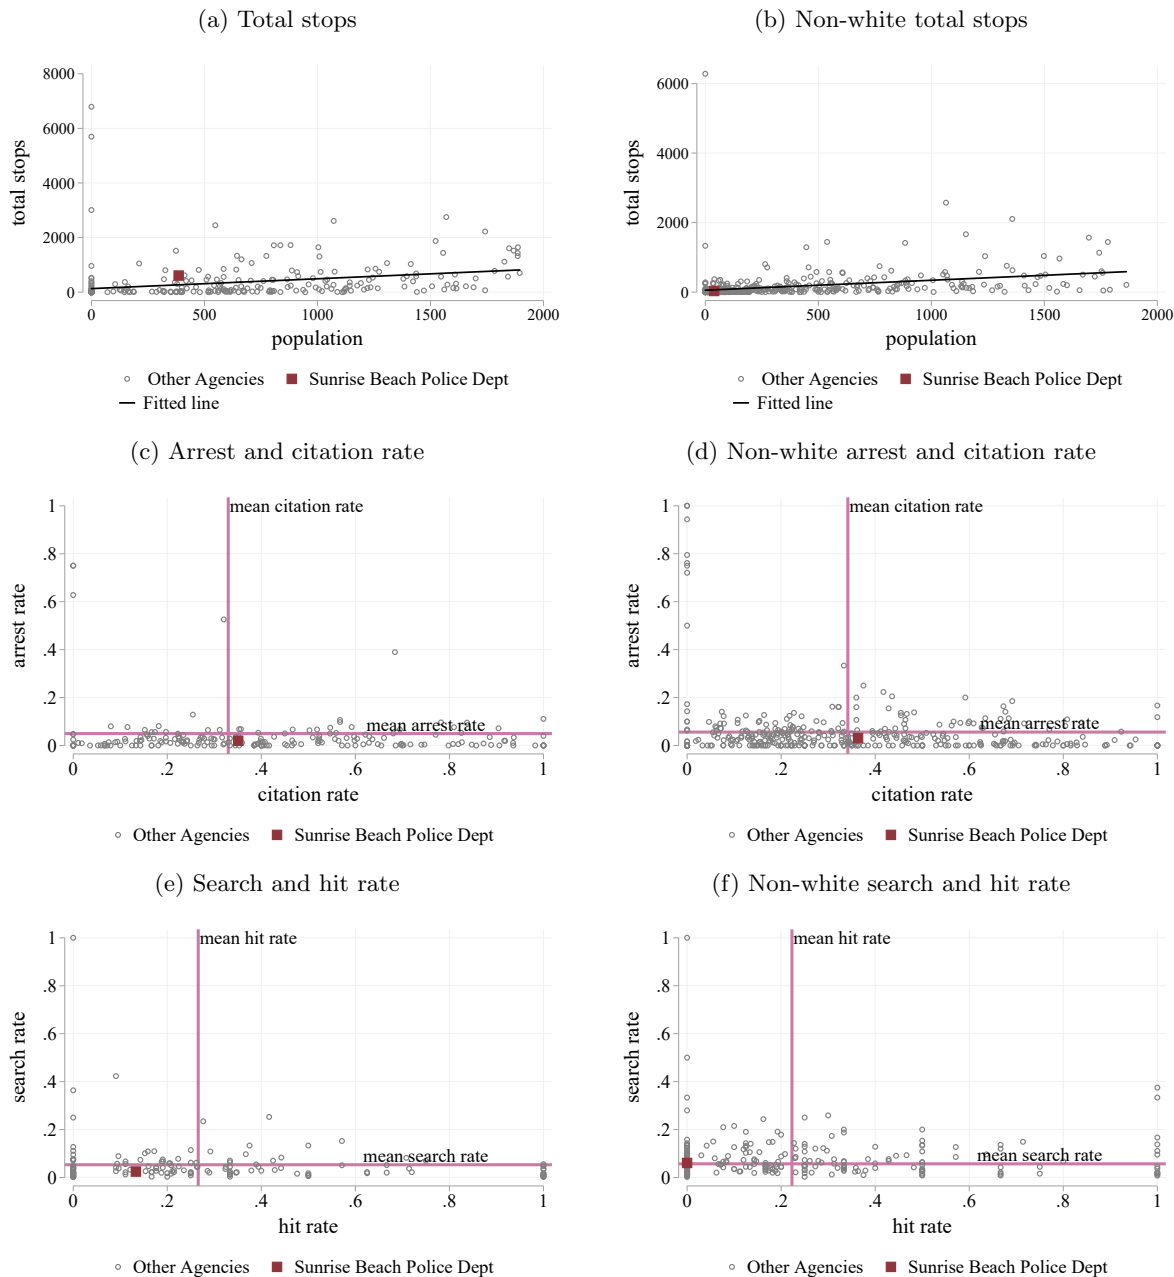 (a) Total stops
8000
6000
4000
2000
0
total stops
0 500 1000 1500 2000
population
Other Agencies Sunrise Beach Police Dept
Fitted line
(b) Non-white total stops
6000
4000
2000
0
total stops
0 500 1000 1500 2000
population
Other Agencies Sunrise Beach Police Dept
Fitted line
(c) Arrest and citation rate
mean citation rate
1
.8
.6
.4
.2
0
arrest rate
mean arrest rate
0 .2 .4 .6 .8 1
citation rate
Other Agencies Sunrise Beach Police Dept
(d) Non-white arrest and citation rate
mean citation rate
1
.8
.6
.4
.2
0
arrest rate
mean arrest rate
0 .2 .4 .6 .8 1
citation rate
Other Agencies Sunrise Beach Police Dept
(e) Search and hit rate
mean hit rate
1
.8
.6
.4
.2
0
search rate
mean search rate
0 .2 .4 .6 .8 1
hit rate
Other Agencies Sunrise Beach Police Dept
(f) Non-white search and hit rate
mean hit rate
1
.8
.6
.4
.2
0
search rate
mean search rate
0 .2 .4 .6 .8 1
hit rate
Other Agencies Sunrise Beach Police Dept